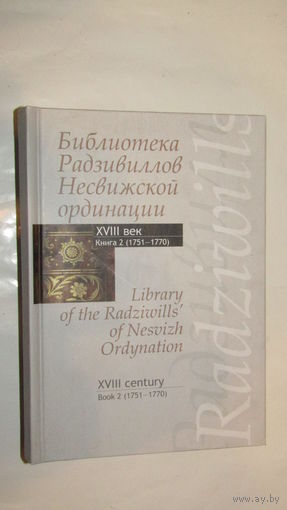 Библиотека
Радзивиллов
Несвижской
ординации
XVIII век
Книга 2 (1751–1770)
Library
of the Radziwills'
of Nesvizh
Ordynation
XVIII century
Book 2 (1751–1770)
Radziwills
ay.by